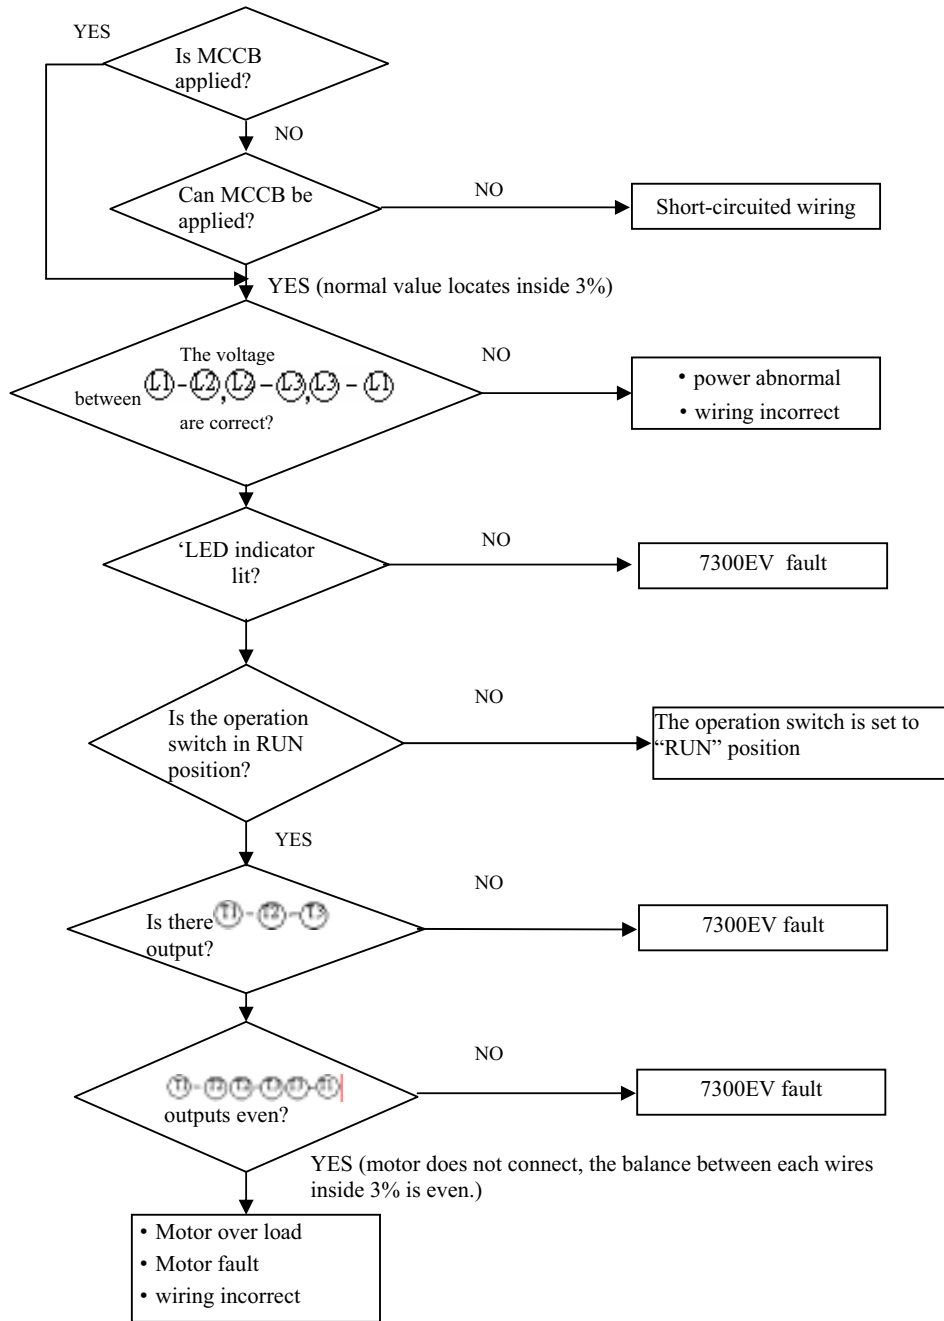 YES
Is MCCB
applied?
NO
Can MCCB be
applied?
NO
Short-circuited wiring
YES (normal value locates inside 3%)
The voltage
between L1-L2,L2-L3,L3-L1
are correct?
NO
• power abnormal
• wiring incorrect
‘LED indicator
lit?
NO
7300EV fault
Is the operation
switch in RUN
position?
NO
The operation switch is set to
“RUN” position
YES
Is there T1-T2-T3
output?
NO
7300EV fault
T1-T2 T2-T3 T3-T1
outputs even?
NO
7300EV fault
YES (motor does not connect, the balance between each wires
inside 3% is even.)
• Motor over load
• Motor fault
• wiring incorrect